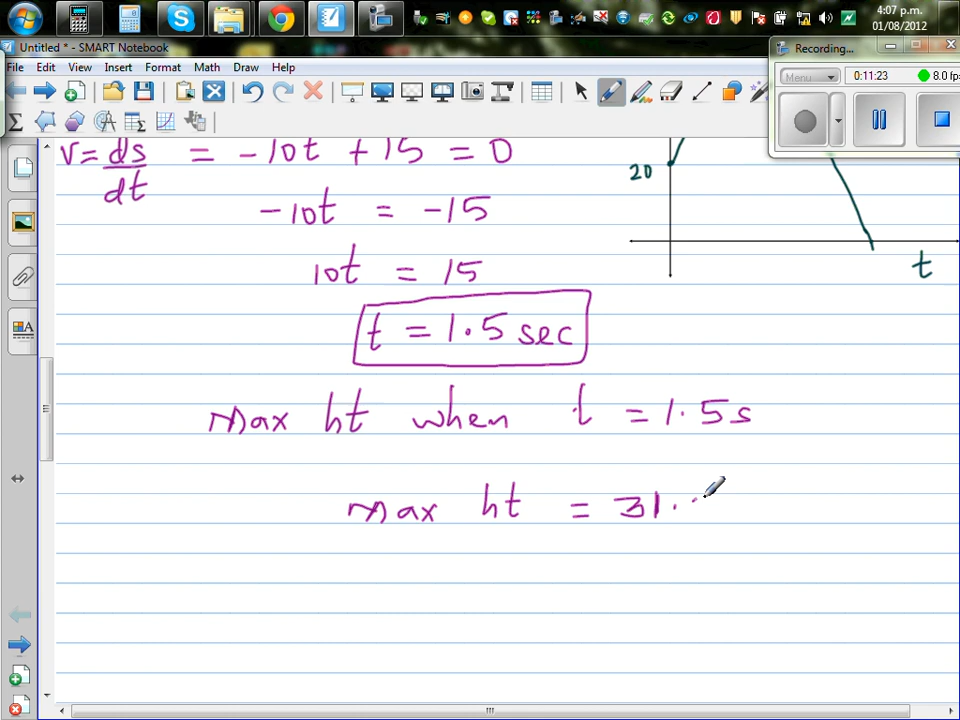 4:07 p.m.
01/08/2012
Untitled * - SMART Notebook
Recording...
File Edit View Insert Format Math Draw Help
Menu 0:11:23 8.0 fp
v = ds/dt = -10t + 15 = 0
20
-10t = -15
t
10t = 15
t = 1.5 sec
Max ht when t = 1.5s
Max ht = 31.